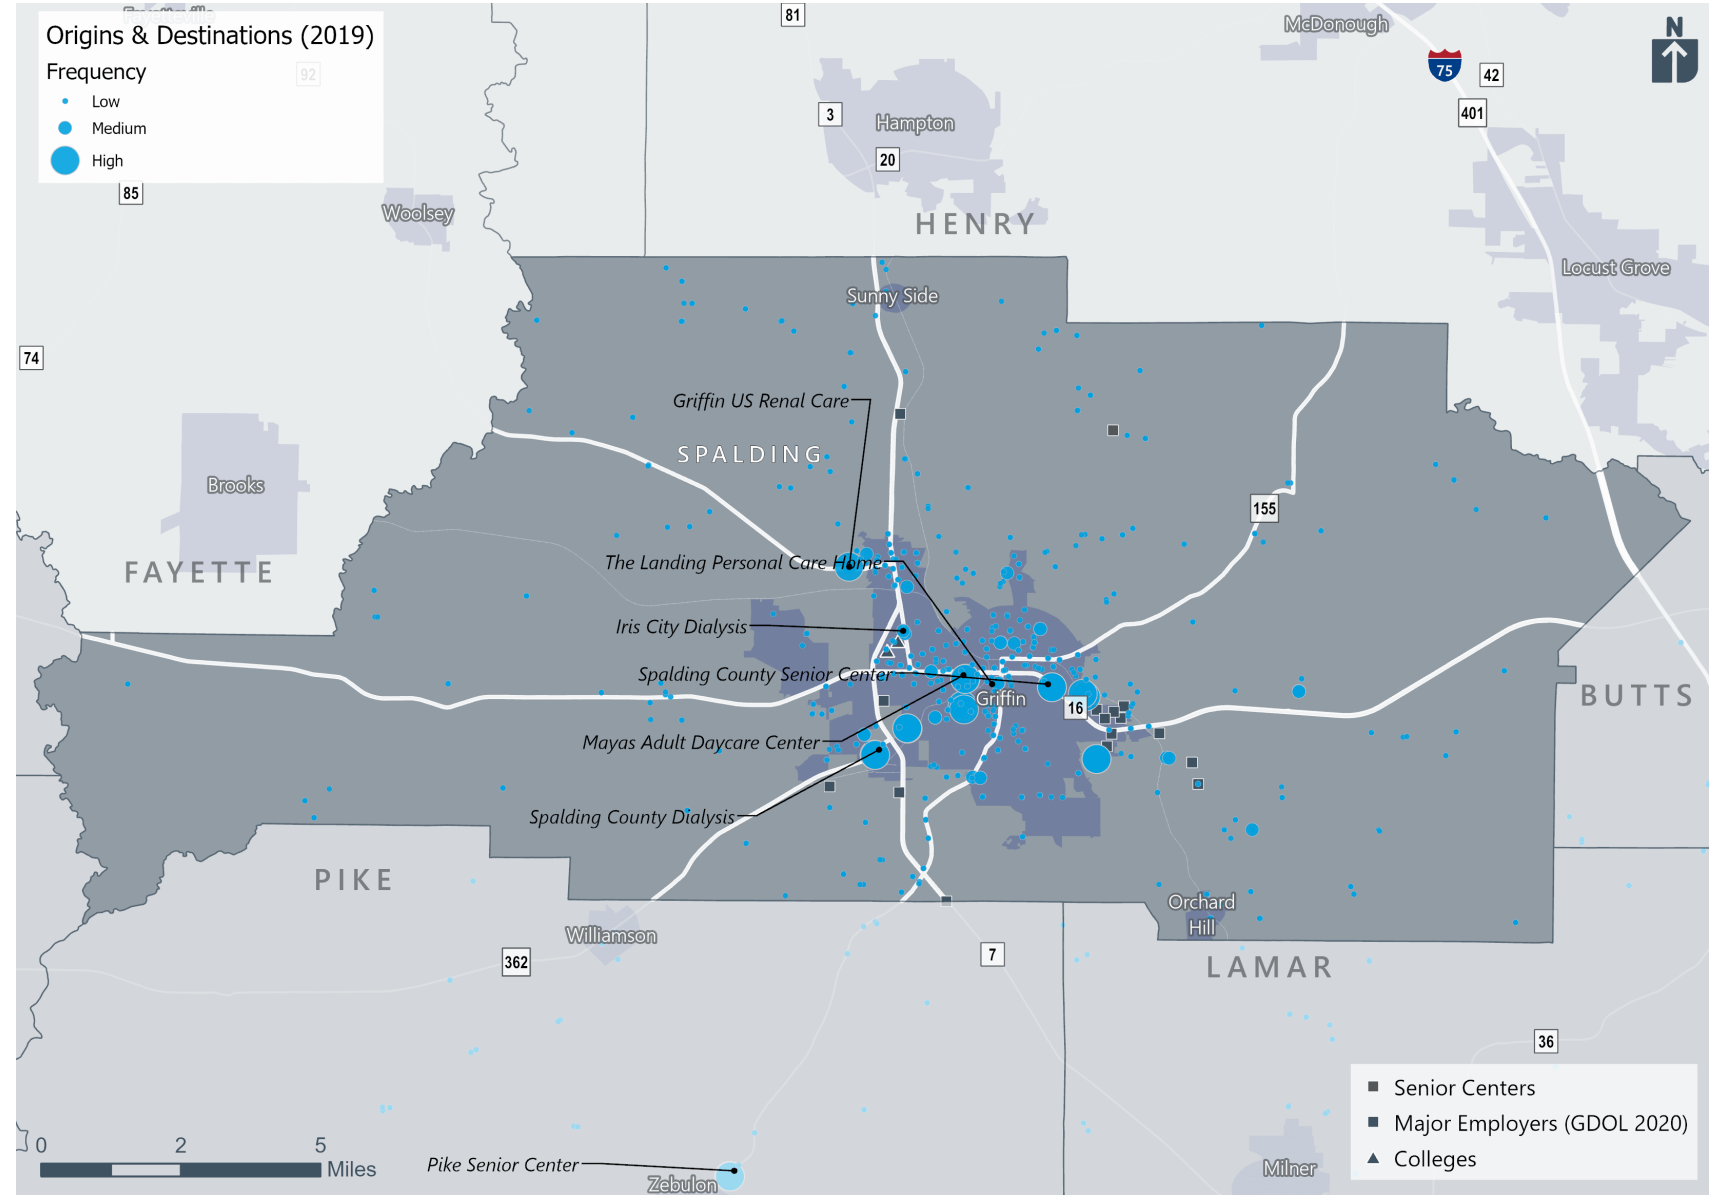 Fayetteville
Origins & Destinations (2019)
Frequency
Low
Medium
High
92
85
81
3
Hampton
20
McDonough
75
42
401
N
Woolsey
HENRY
Locust Grove
Sunny Side
74
Griffin US Renal Care
SPALDING
Brooks
155
FAYETTE
The Landing Personal Care Home
Iris City Dialysis
Spalding County Senior Center
Griffin
16
BUTTS
Mayas Adult Daycare Center
Spalding County Dialysis
PIKE
Orchard
Hill
Williamson
362
7
LAMAR
36
Senior Centers
Major Employers (GDOL 2020)
Colleges
0 2 5
Miles
Pike Senior Center
Zebulon
Milner